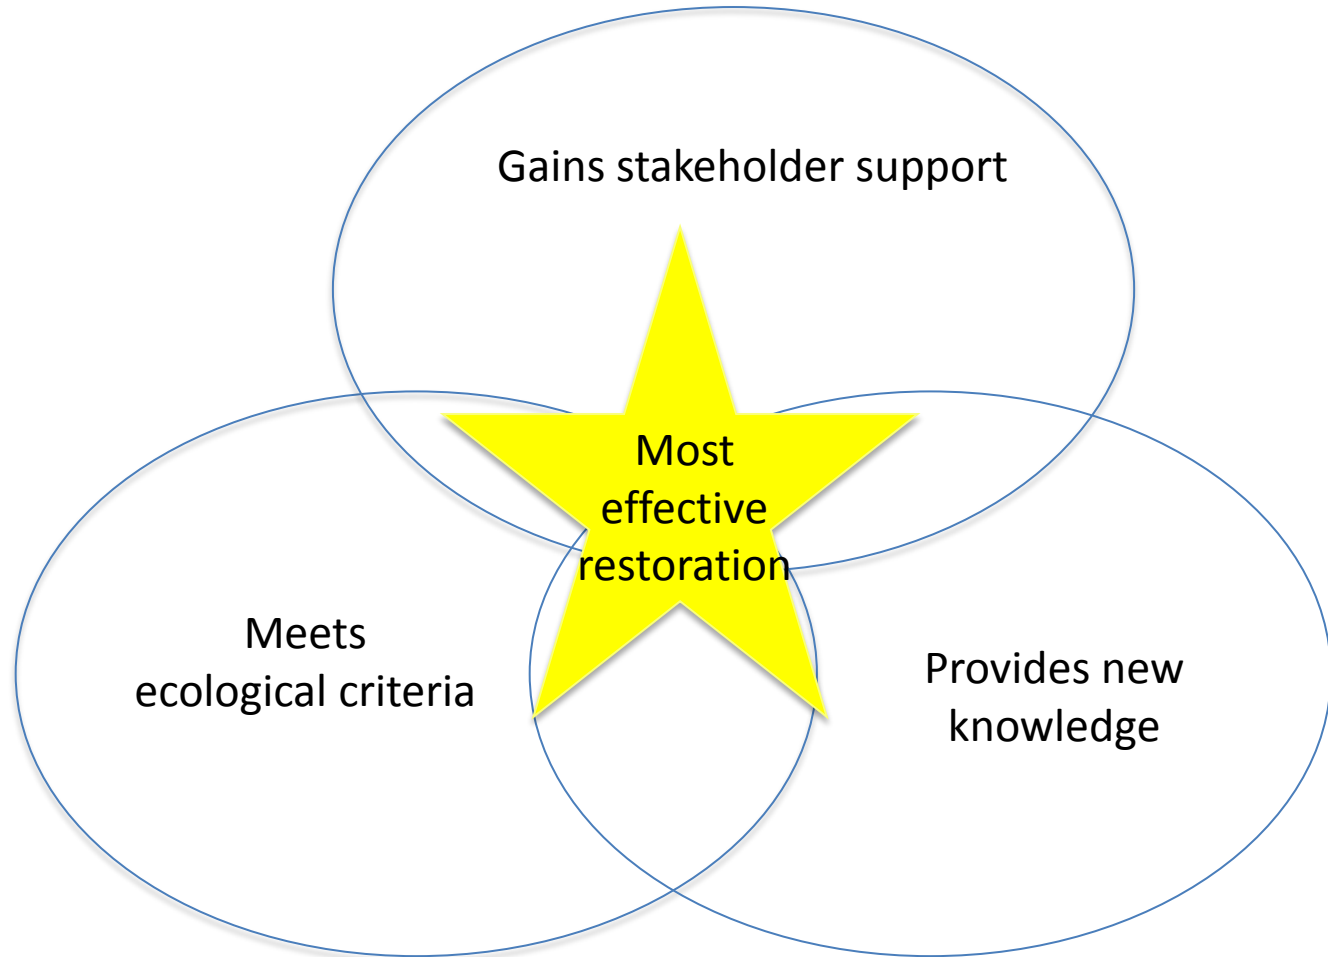 Gains stakeholder support
Most
effective
restoration
Meets
ecological criteria
Provides new
knowledge